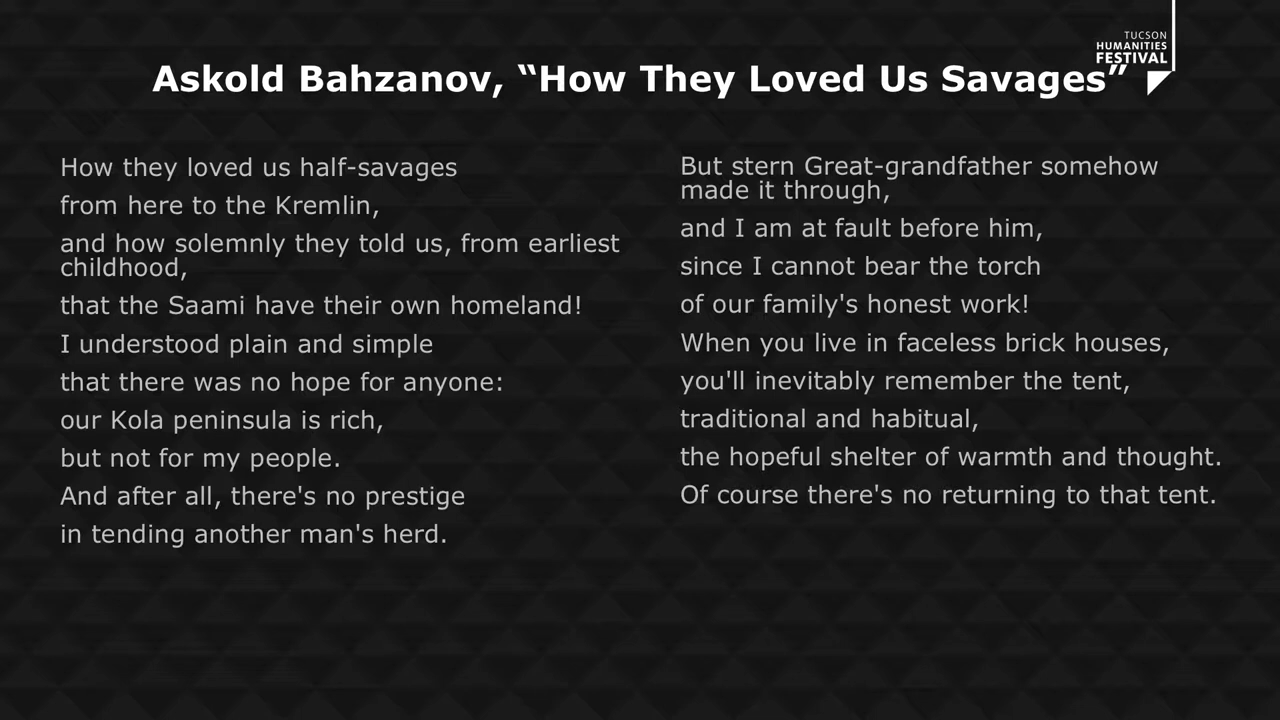 TUCSON
HUMANITIES
FESTIVAL
Askold Bahzanov, “How They Loved Us Savages”
How they loved us half-savages
from here to the Kremlin,
and how solemnly they told us, from earliest
childhood,
that the Saami have their own homeland!
I understood plain and simple
that there was no hope for anyone:
our Kola peninsula is rich,
but not for my people.
And after all, there's no prestige
in tending another man's herd.
But stern Great-grandfather somehow
made it through,
and I am at fault before him,
since I cannot bear the torch
of our family's honest work!
When you live in faceless brick houses,
you'll inevitably remember the tent,
traditional and habitual,
the hopeful shelter of warmth and thought.
Of course there's no returning to that tent.